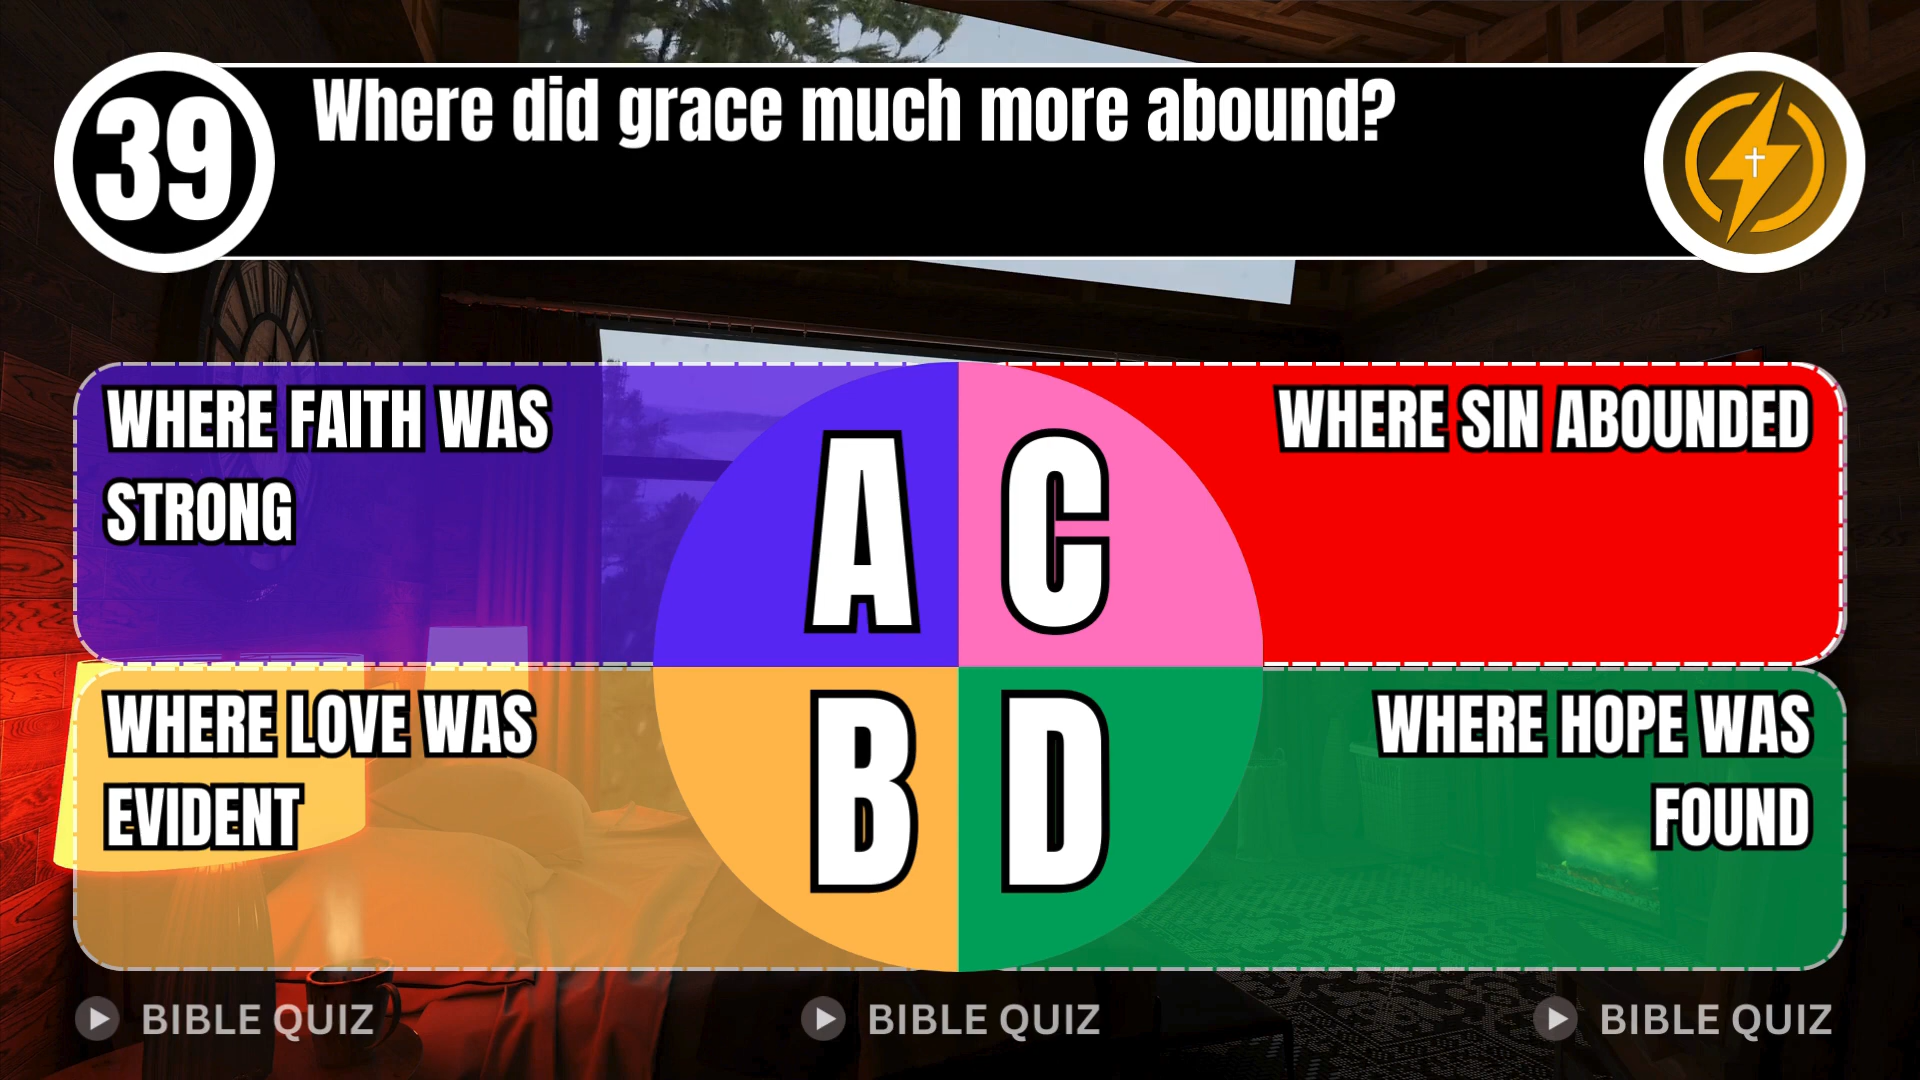 39
Where did grace much more abound?
WHERE FAITH WAS
STRONG
A
C
WHERE SIN ABOUNDED
WHERE LOVE WAS
EVIDENT
B
D
WHERE HOPE WAS
FOUND
BIBLE QUIZ
BIBLE QUIZ
BIBLE QUIZ